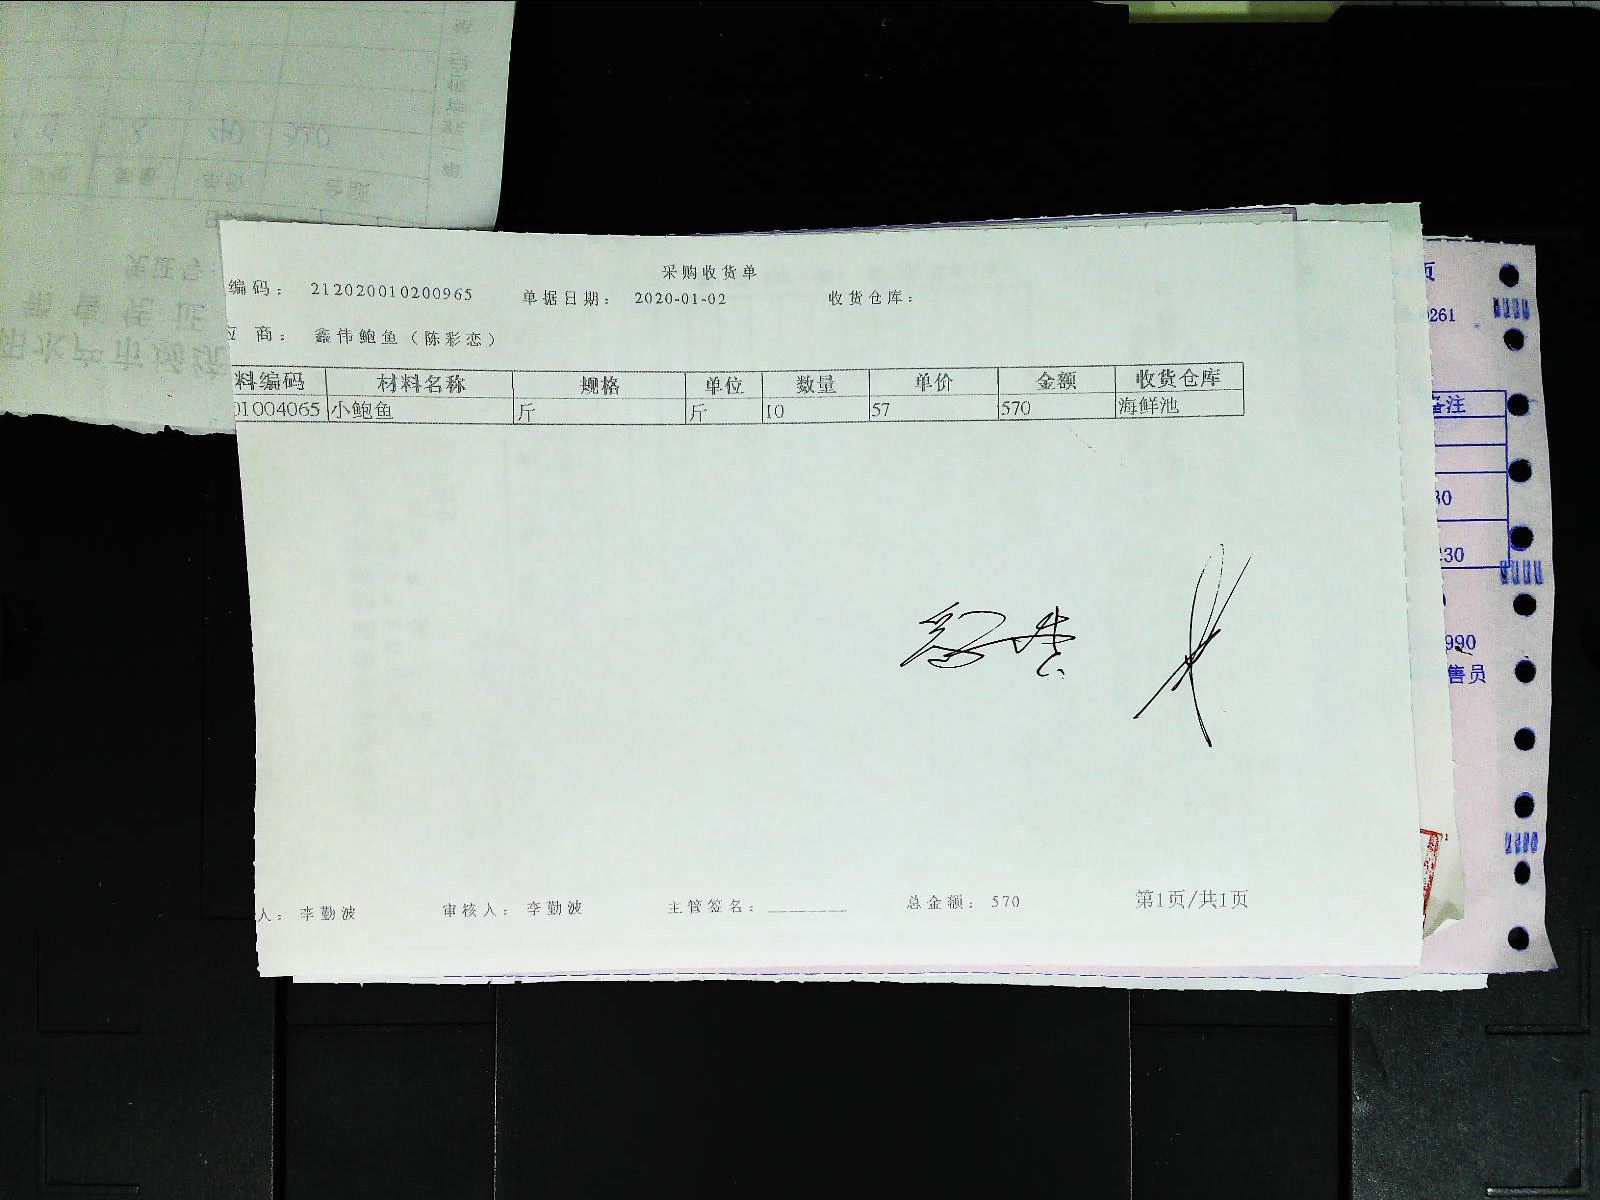 采购收货单
编码： 212020010200965 单据日期： 2020-01-02 收货仓库：
应 商： 鑫伟鲍鱼（陈彩恋）
料编码 材料名称 规格 单位 数量 单价 金额 收货仓库
01004065 小鲍鱼 斤 斤 10 57 570 海鲜池
人： 李勤波 审核人： 李勤波 主管签名：________ 总金额： 570 第1页/共1页
页
0261
备注
30
230
990
售员